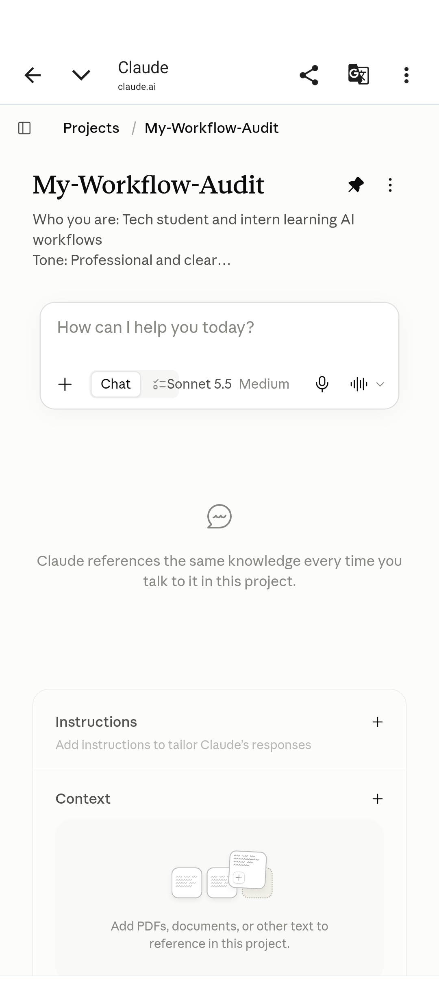 Claude
claude.ai
Projects / My-Workflow-Audit
My-Workflow-Audit
Who you are: Tech student and intern learning AI
workflows
Tone: Professional and clear...
How can I help you today?
Chat Sonnet 5.5 Medium
Claude references the same knowledge every time you
talk to it in this project.
Instructions
Add instructions to tailor Claude’s responses
Context
Add PDFs, documents, or other text to
reference in this project.